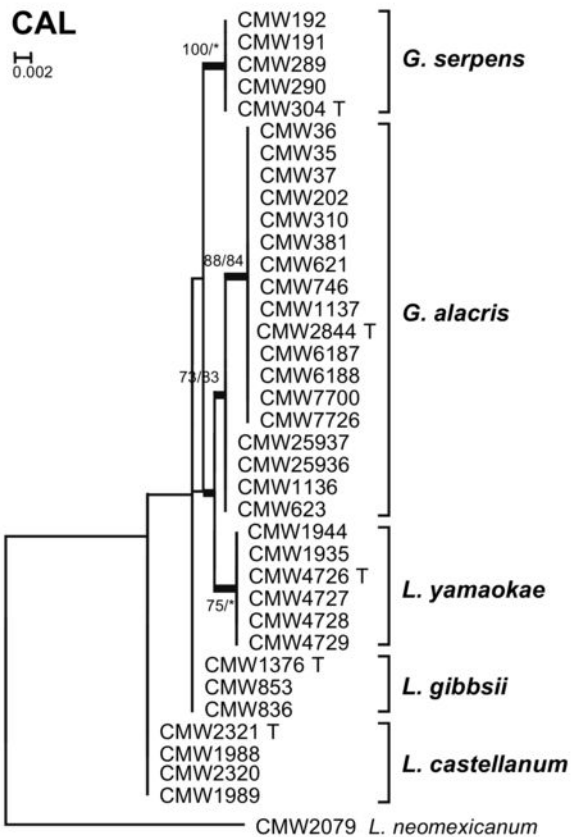 CAL
0.002
CMW192
CMW191
100/*
CMW289
G. serpens
CMW290
CMW304 T
CMW36
CMW35
CMW37
CMW202
CMW310
CMW381
88/84
CMW621
CMW746
CMW1137
G. alacris
CMW2844 T
CMW6187
CMW6188
73/83
CMW7700
CMW7726
CMW25937
CMW25936
CMW1136
CMW623
CMW1944
CMW1935
CMW4726 T
L. yamaokae
CMW4727
75/*
CMW4728
CMW4729
CMW1376 T
CMW853
L. gibbsii
CMW836
CMW2321 T
CMW1988
L. castellanum
CMW2320
CMW1989
CMW2079 L. neomexicanum